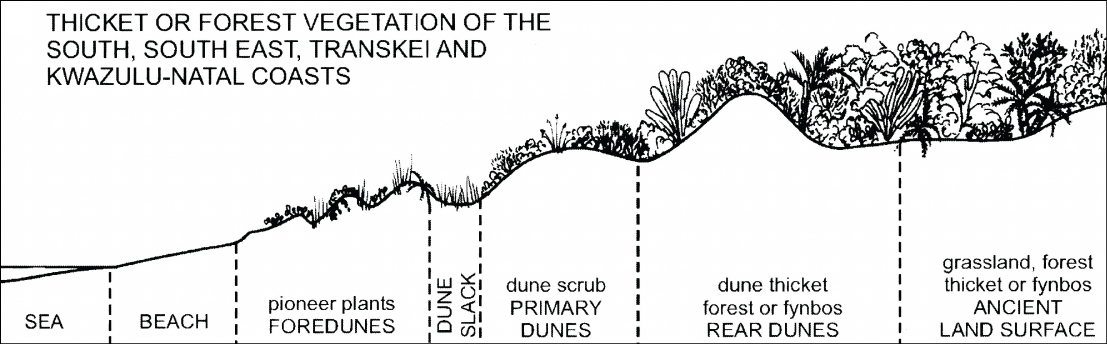 THICKET OR FOREST VEGETATION OF THE
SOUTH, SOUTH EAST, TRANSKEI AND
KWAZULU-NATAL COASTS
SEA
BEACH
pioneer plants
FOREDUNES
DUNE
SLACK
dune scrub
PRIMARY
DUNES
dune thicket
forest or fynbos
REAR DUNES
grassland, forest
thicket or fynbos
ANCIENT
LAND SURFACE